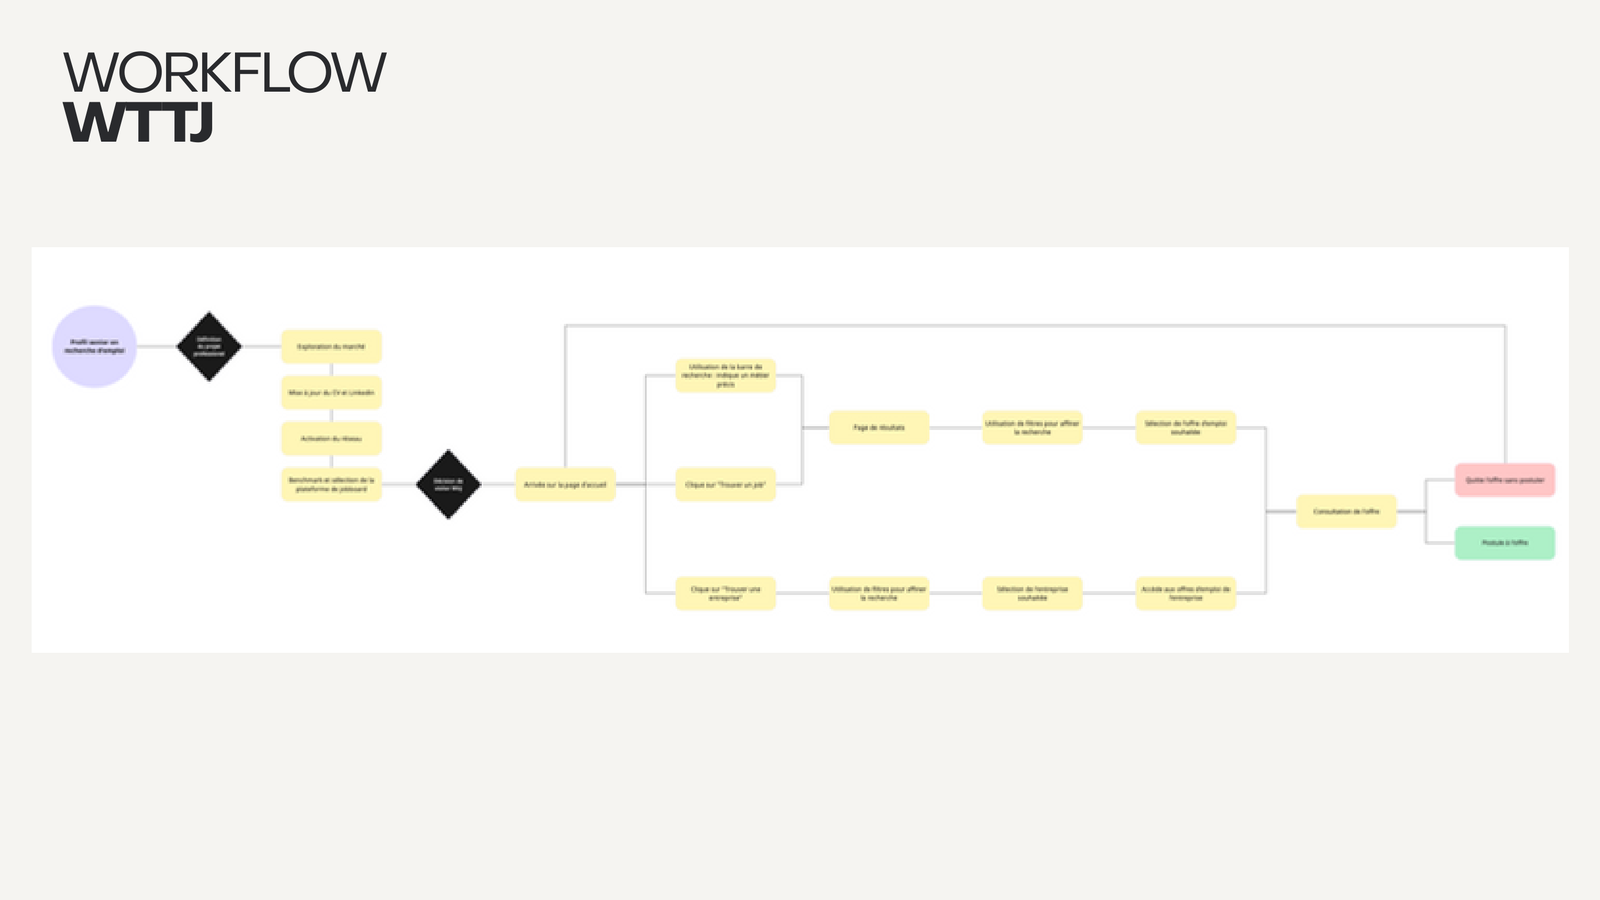 WORKFLOW
WTTJ
Profil senior en
recherche d'emploi
Définition
du projet
professionnel
Exploration du marché
Mise à jour du CV et Linkedin
Activation du réseau
Benchmark et sélection de la
plateforme de jobboard
Décision de
visiter Wttj
Arrivée sur la page d'accueil
Utilisation de la barre de
recherche : indique un métier
précis
Clique sur "Trouver un job"
Page de résultats
Utilisation de filtres pour affiner
la recherche
Sélection de l'offre d'emploi
souhaitée
Clique sur "Trouver une
entreprise"
Utilisation de filtres pour affiner
la recherche
Sélection de l'entreprise
souhaitée
Accède aux offres d'emploi de
l'entreprise
Consultation de l'offre
Quitte l'offre sans postuler
Postule à l'offre